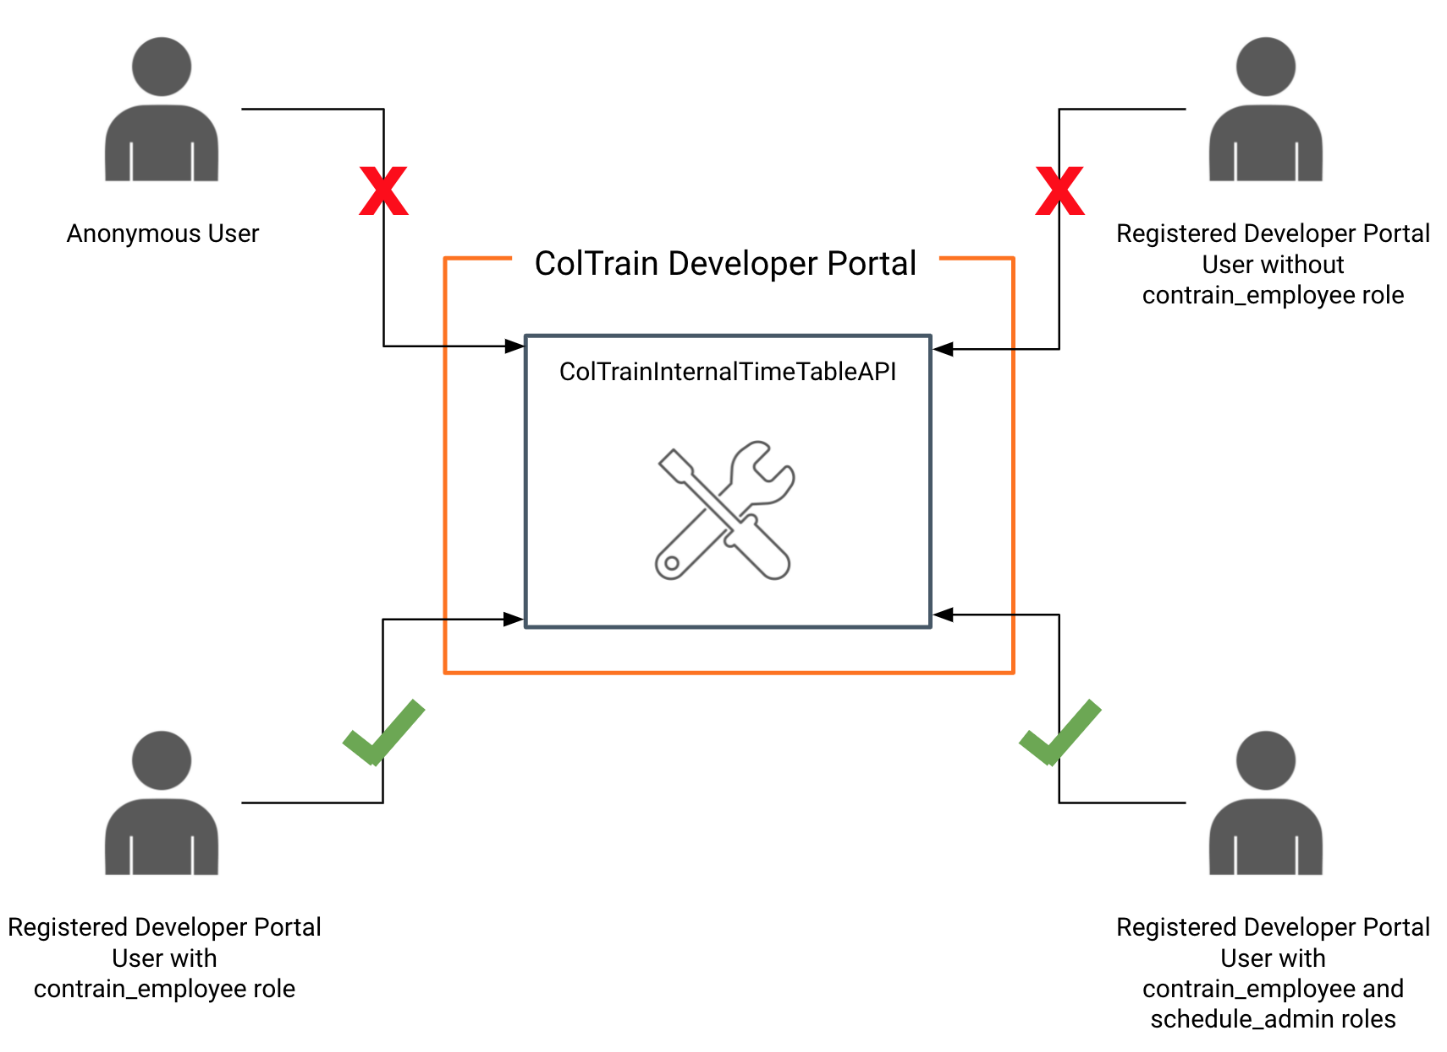 Anonymous User
Registered Developer Portal
User without
contrain_employee role
ColTrain Developer Portal
ColTrainInternalTimeTableAPI
Registered Developer Portal
User with
contrain_employee role
Registered Developer Portal
User with
contrain_employee and
schedule_admin roles